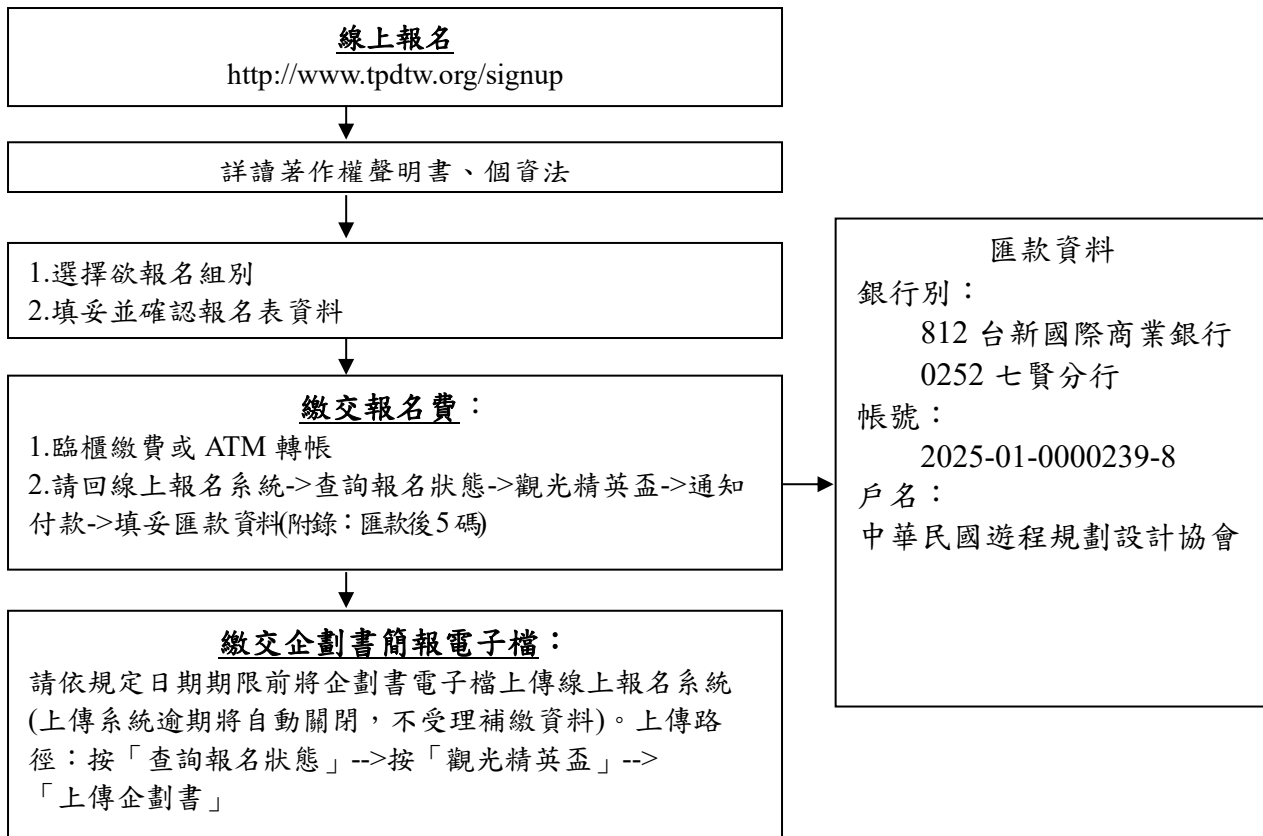 線上報名
http://www.tpdtw.org/signup
詳讀著作權聲明書、個資法
1.選擇欲報名組別
2.填妥並確認報名表資料
繳交報名費：
1.臨櫃繳費或 ATM 轉帳
2.請回線上報名系統->查詢報名狀態->觀光精英盃->通知
付款->填妥匯款資料(附錄：匯款後5碼)
匯款資料
銀行別：
812 台新國際商業銀行
0252 七賢分行
帳號：
2025-01-0000239-8
戶名：
中華民國遊程規劃設計協會
繳交企劃書簡報電子檔：
請依規定日期期限前將企劃書電子檔上傳線上報名系統
(上傳系統逾期將自動關閉，不受理補繳資料)。上傳路
徑：按「查詢報名狀態」-->按「觀光精英盃」-->
「上傳企劃書」